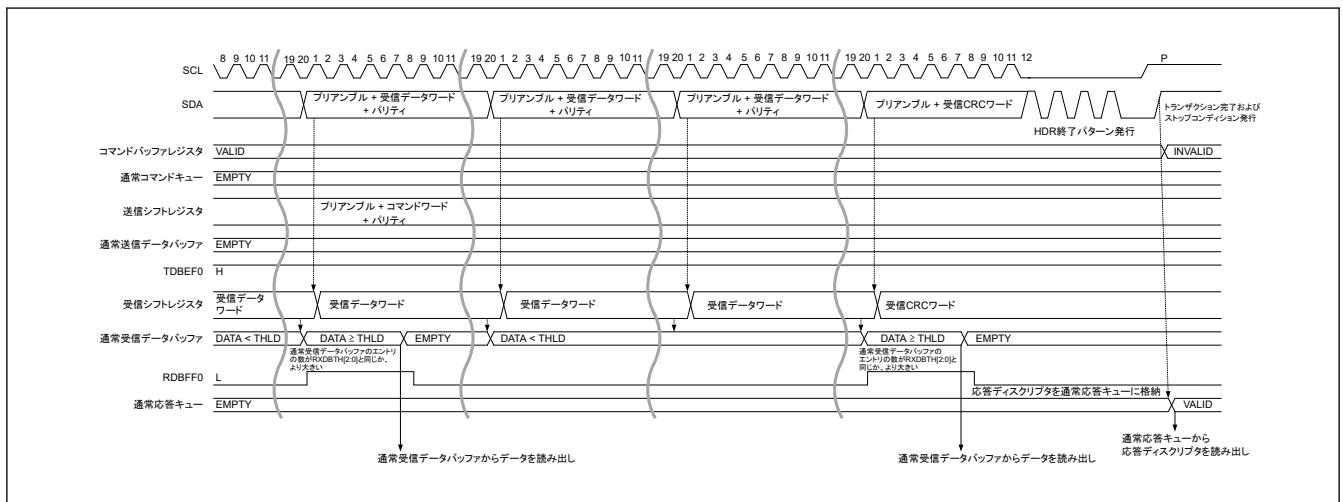 8 9 10 11 19 20 1 2 3 4 5 6 7 8 9 10 11 19 20 1 2 3 4 5 6 7 8 9 10 11 19 20 1 2 3 4 5 6 7 8 9 10 11 19 20 1 2 3 4 5 6 7 8 9 10 11 12 P
SCL
SDA
プリアンブル + 受信データワード
+ パリティ
プリアンブル + 受信データワード
+ パリティ
プリアンブル + 受信データワード
+ パリティ
プリアンブル + 受信CRCワード
HDR終了パターン発行
トランザクション完了および
ストップコンディション発行
コマンドバッファレジスタ VALID INVALID
通常コマンドキュー EMPTY
送信シフトレジスタ
プリアンブル + コマンドワード
+ パリティ
通常送信データバッファ EMPTY
TDBEF0 H
受信シフトレジスタ
受信データ
ワード
受信データワード 受信データワード 受信データワード 受信CRCワード
通常受信データバッファ DATA < THLD DATA ≥ THLD EMPTY DATA < THLD DATA ≥ THLD EMPTY
通常受信データバッファのエントリ
の数がRXDBTH[2:0]と同じか、
より大きい
通常受信データバッファの
エントリの数がRXDBTH[2:0]と
同じか、より大きい
RDBFF0 L
応答ディスクリプタを通常応答キューに格納
通常応答キュー EMPTY VALID
通常受信データバッファからデータを読み出し
通常受信データバッファからデータを読み出し
通常応答キューから
応答ディスクリプタを読み出し